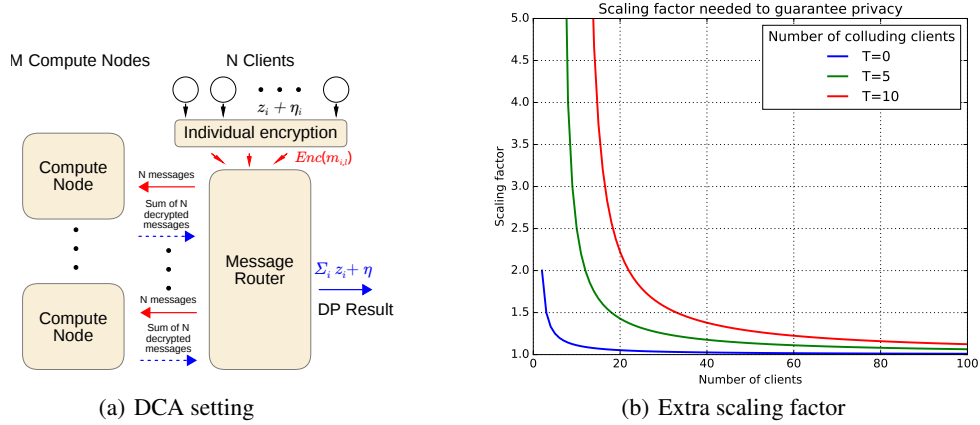 M Compute Nodes
N Clients
• • •
z_i + η_i
Individual encryption
Enc(m_{i,l})
Compute
Node
N messages
Sum of N
decrypted
messages
Message
Router
Σ_i z_i + η
DP Result
Compute
Node
N messages
Sum of N
decrypted
messages
(a) DCA setting
Scaling factor needed to guarantee privacy
Number of colluding clients
T=0
T=5
T=10
Scaling factor
5.0
4.5
4.0
3.5
3.0
2.5
2.0
1.5
1.0
0 20 40 60 80 100
Number of clients
(b) Extra scaling factor